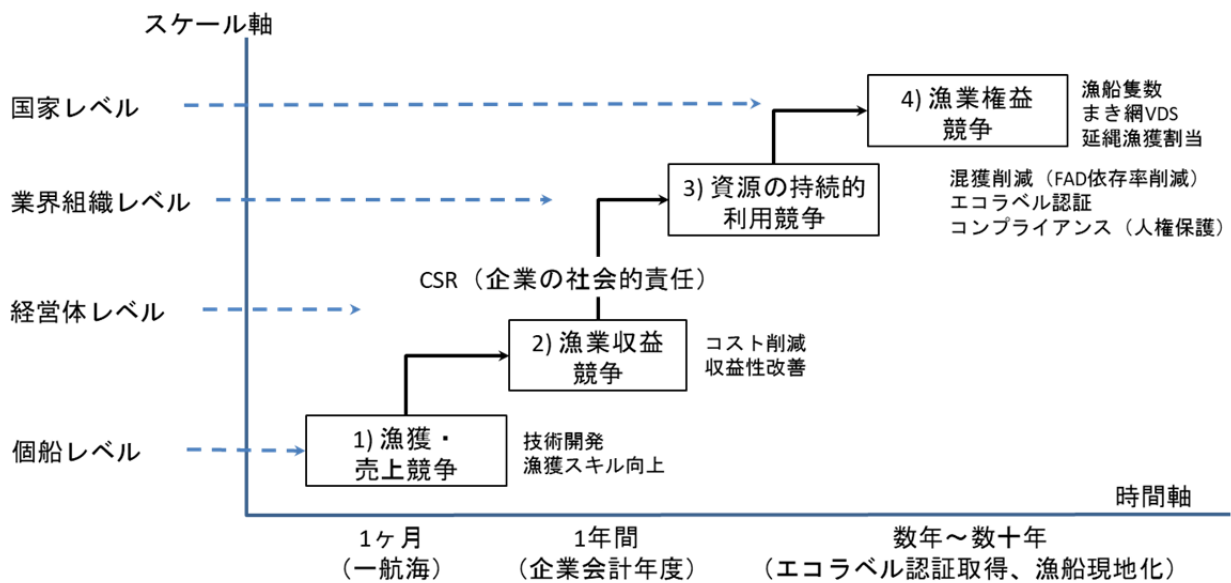 スケール軸
国家レベル
4) 漁業権益
競争
漁船隻数
まき網VDS
延縄漁獲割当
業界組織レベル
3) 資源の持続的
利用競争
混獲削減（FAD依存率削減）
エコラベル認証
コンプライアンス（人権保護）
CSR（企業の社会的責任）
経営体レベル
2) 漁業収益
競争
コスト削減
収益性改善
個船レベル
1) 漁獲・
売上競争
技術開発
漁獲スキル向上
時間軸
1ヶ月
（一航海）
1年間
（企業会計年度）
数年～数十年
（エコラベル認証取得、漁船現地化）